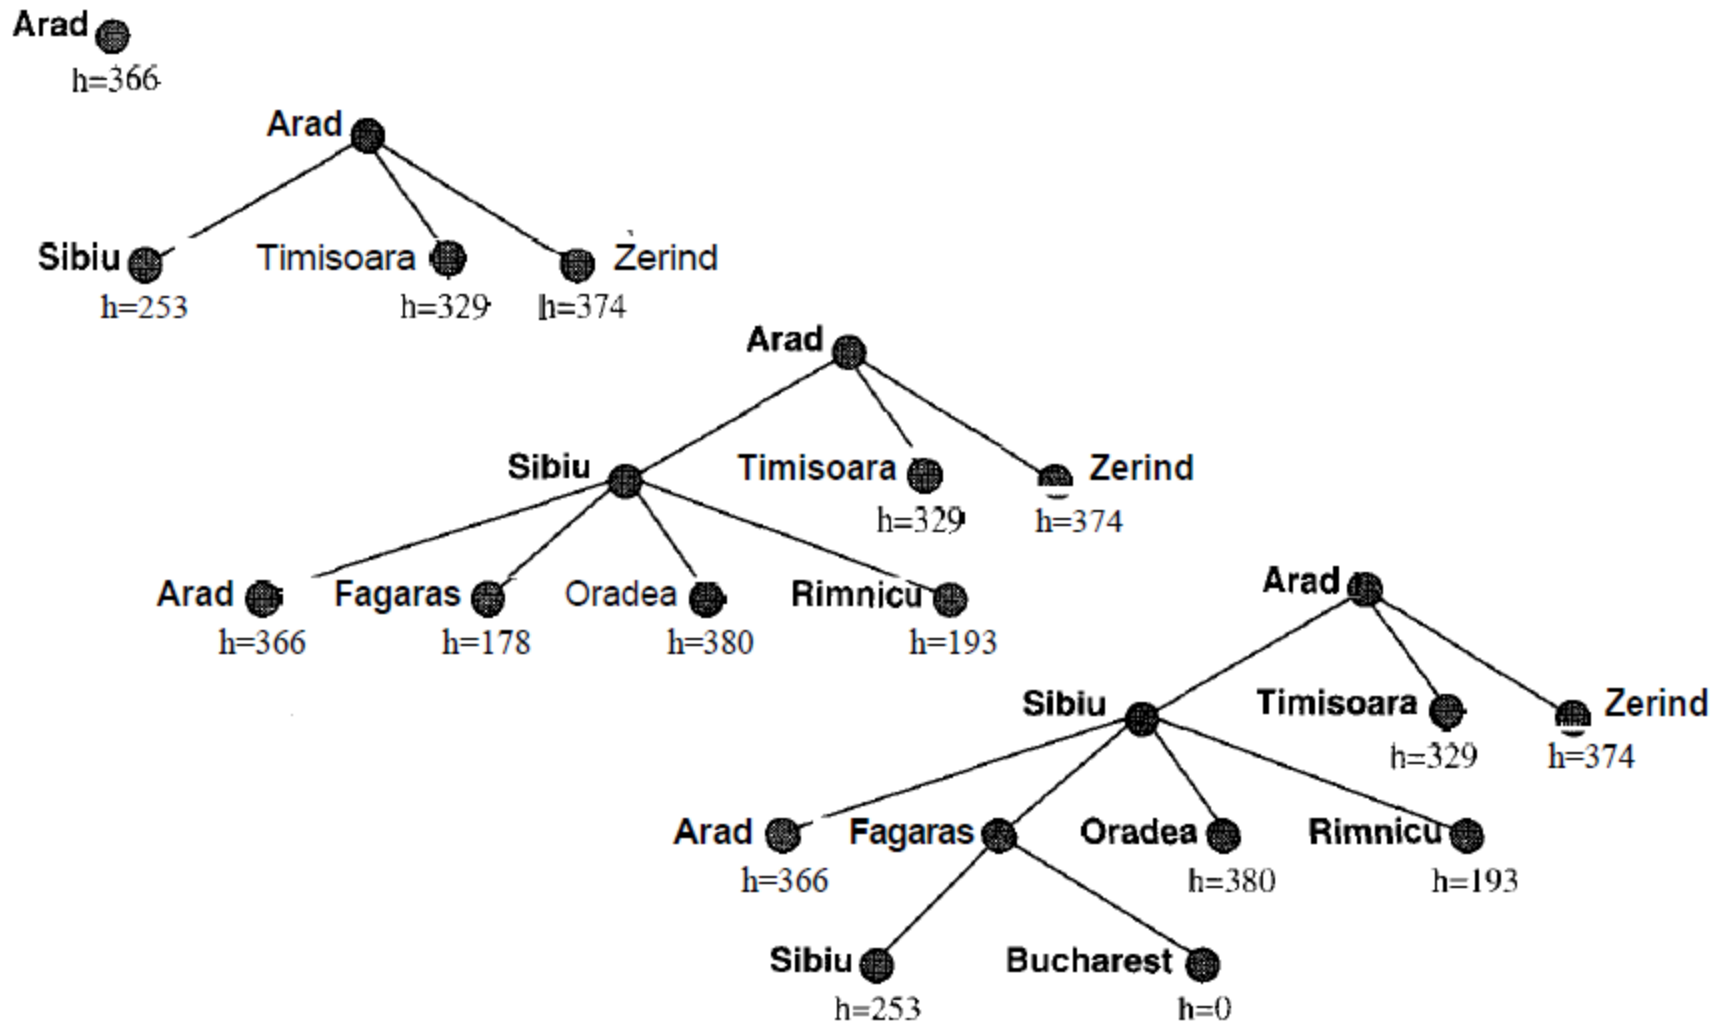 Arad
h=366
Arad
Sibiu Timisoara Zerind
h=253 h=329 h=374
Arad
Sibiu Timisoara Zerind
h=329 h=374
Arad Fagaras Oradea Rimnicu
h=366 h=178 h=380 h=193
Arad
Sibiu Timisoara Zerind
h=329 h=374
Arad Fagaras Oradea Rimnicu
h=366 h=380 h=193
Sibiu Bucharest
h=253 h=0